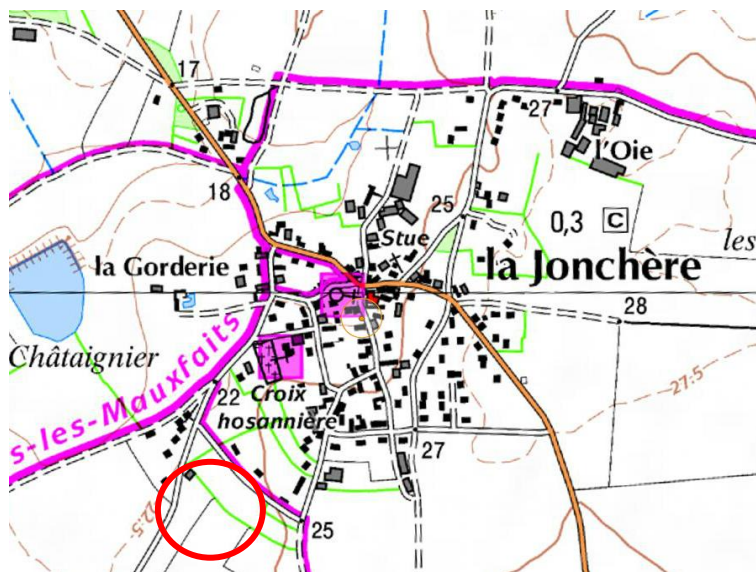 17
27
l'Oie
18
25
0,3
C
Stue
les
la Gorderie
la Jonchère
28
Châtaignier
s-les-Mauxfaits
27.5
22
Croix
hosannière
27
22.5
25